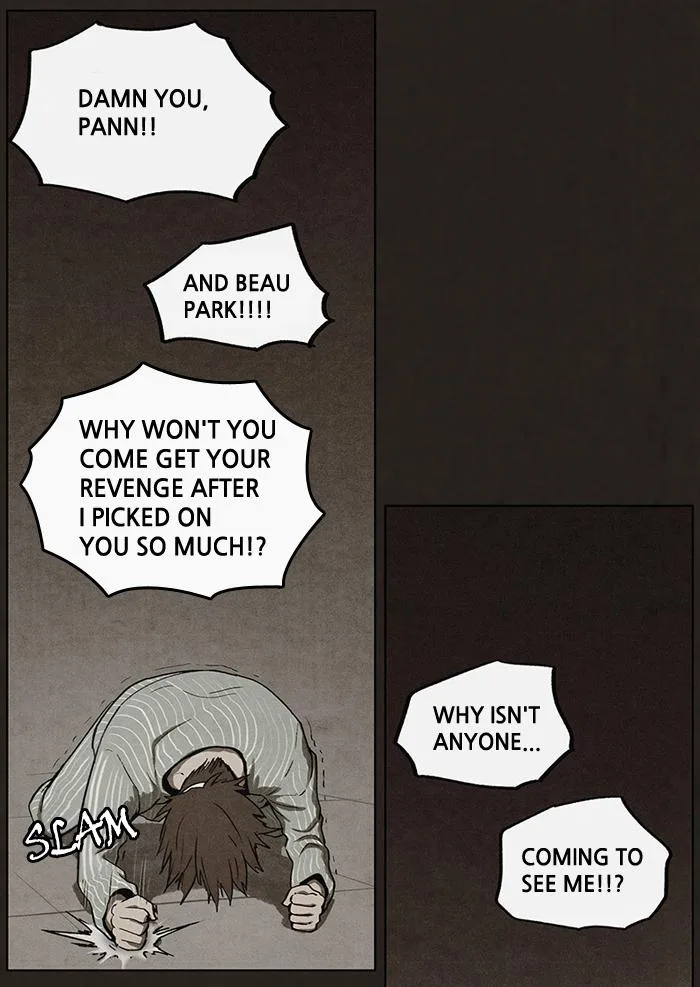 DAMN YOU,
PANN!!
AND BEAU
PARK!!!!
WHY WON'T YOU
COME GET YOUR
REVENGE AFTER
I PICKED ON
YOU SO MUCH!?
SLAM
WHY ISN'T
ANYONE...
COMING TO
SEE ME!!?